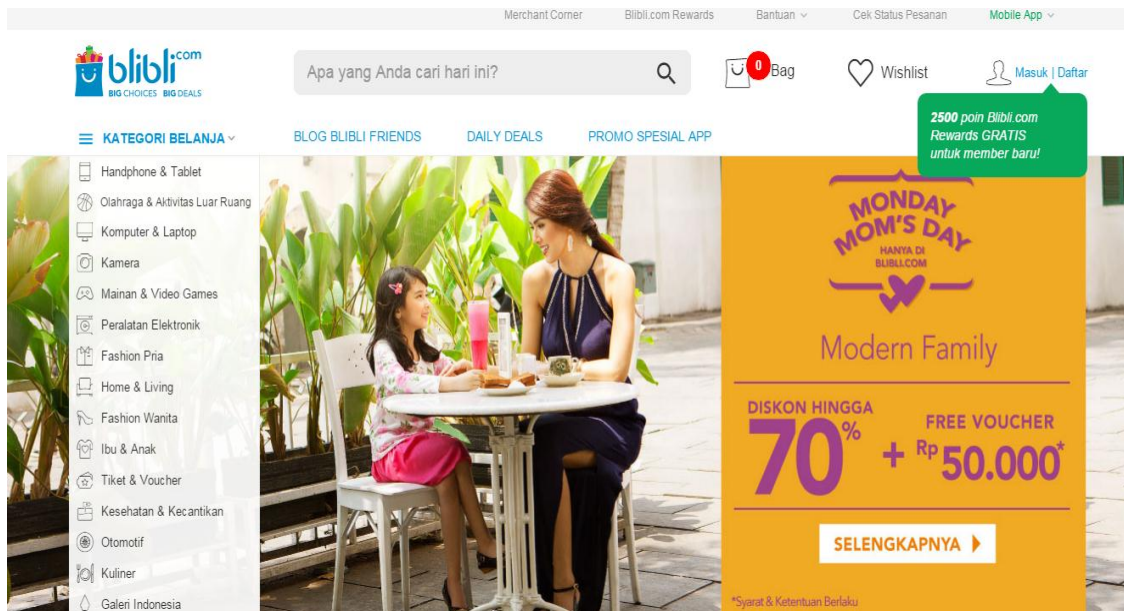 Merchant Corner Blibli.com Rewards Bantuan Cek Status Pesanan Mobile App
blibli.com
BIG CHOICES BIG DEALS
Apa yang Anda cari hari ini?
0 Bag
Wishlist
Masuk | Daftar
2500 poin Blibli.com
Rewards GRATIS
untuk member baru!
KATEGORI BELANJA BLOG BLIBLI FRIENDS DAILY DEALS PROMO SPESIAL APP
Handphone & Tablet
Olahraga & Aktivitas Luar Ruang
Komputer & Laptop
Kamera
Mainan & Video Games
Peralatan Elektronik
Fashion Pria
Home & Living
Fashion Wanita
Ibu & Anak
Tiket & Voucher
Kesehatan & Kecantikan
Otomotif
Kuliner
Galeri Indonesia
MONDAY
MOM'S DAY
HANYA DI
BLIBLI.COM
Modern Family
DISKON HINGGA
70%
+
FREE VOUCHER
Rp 50.000*
SELENGKAPNYA
*Syarat & Ketentuan Berlaku